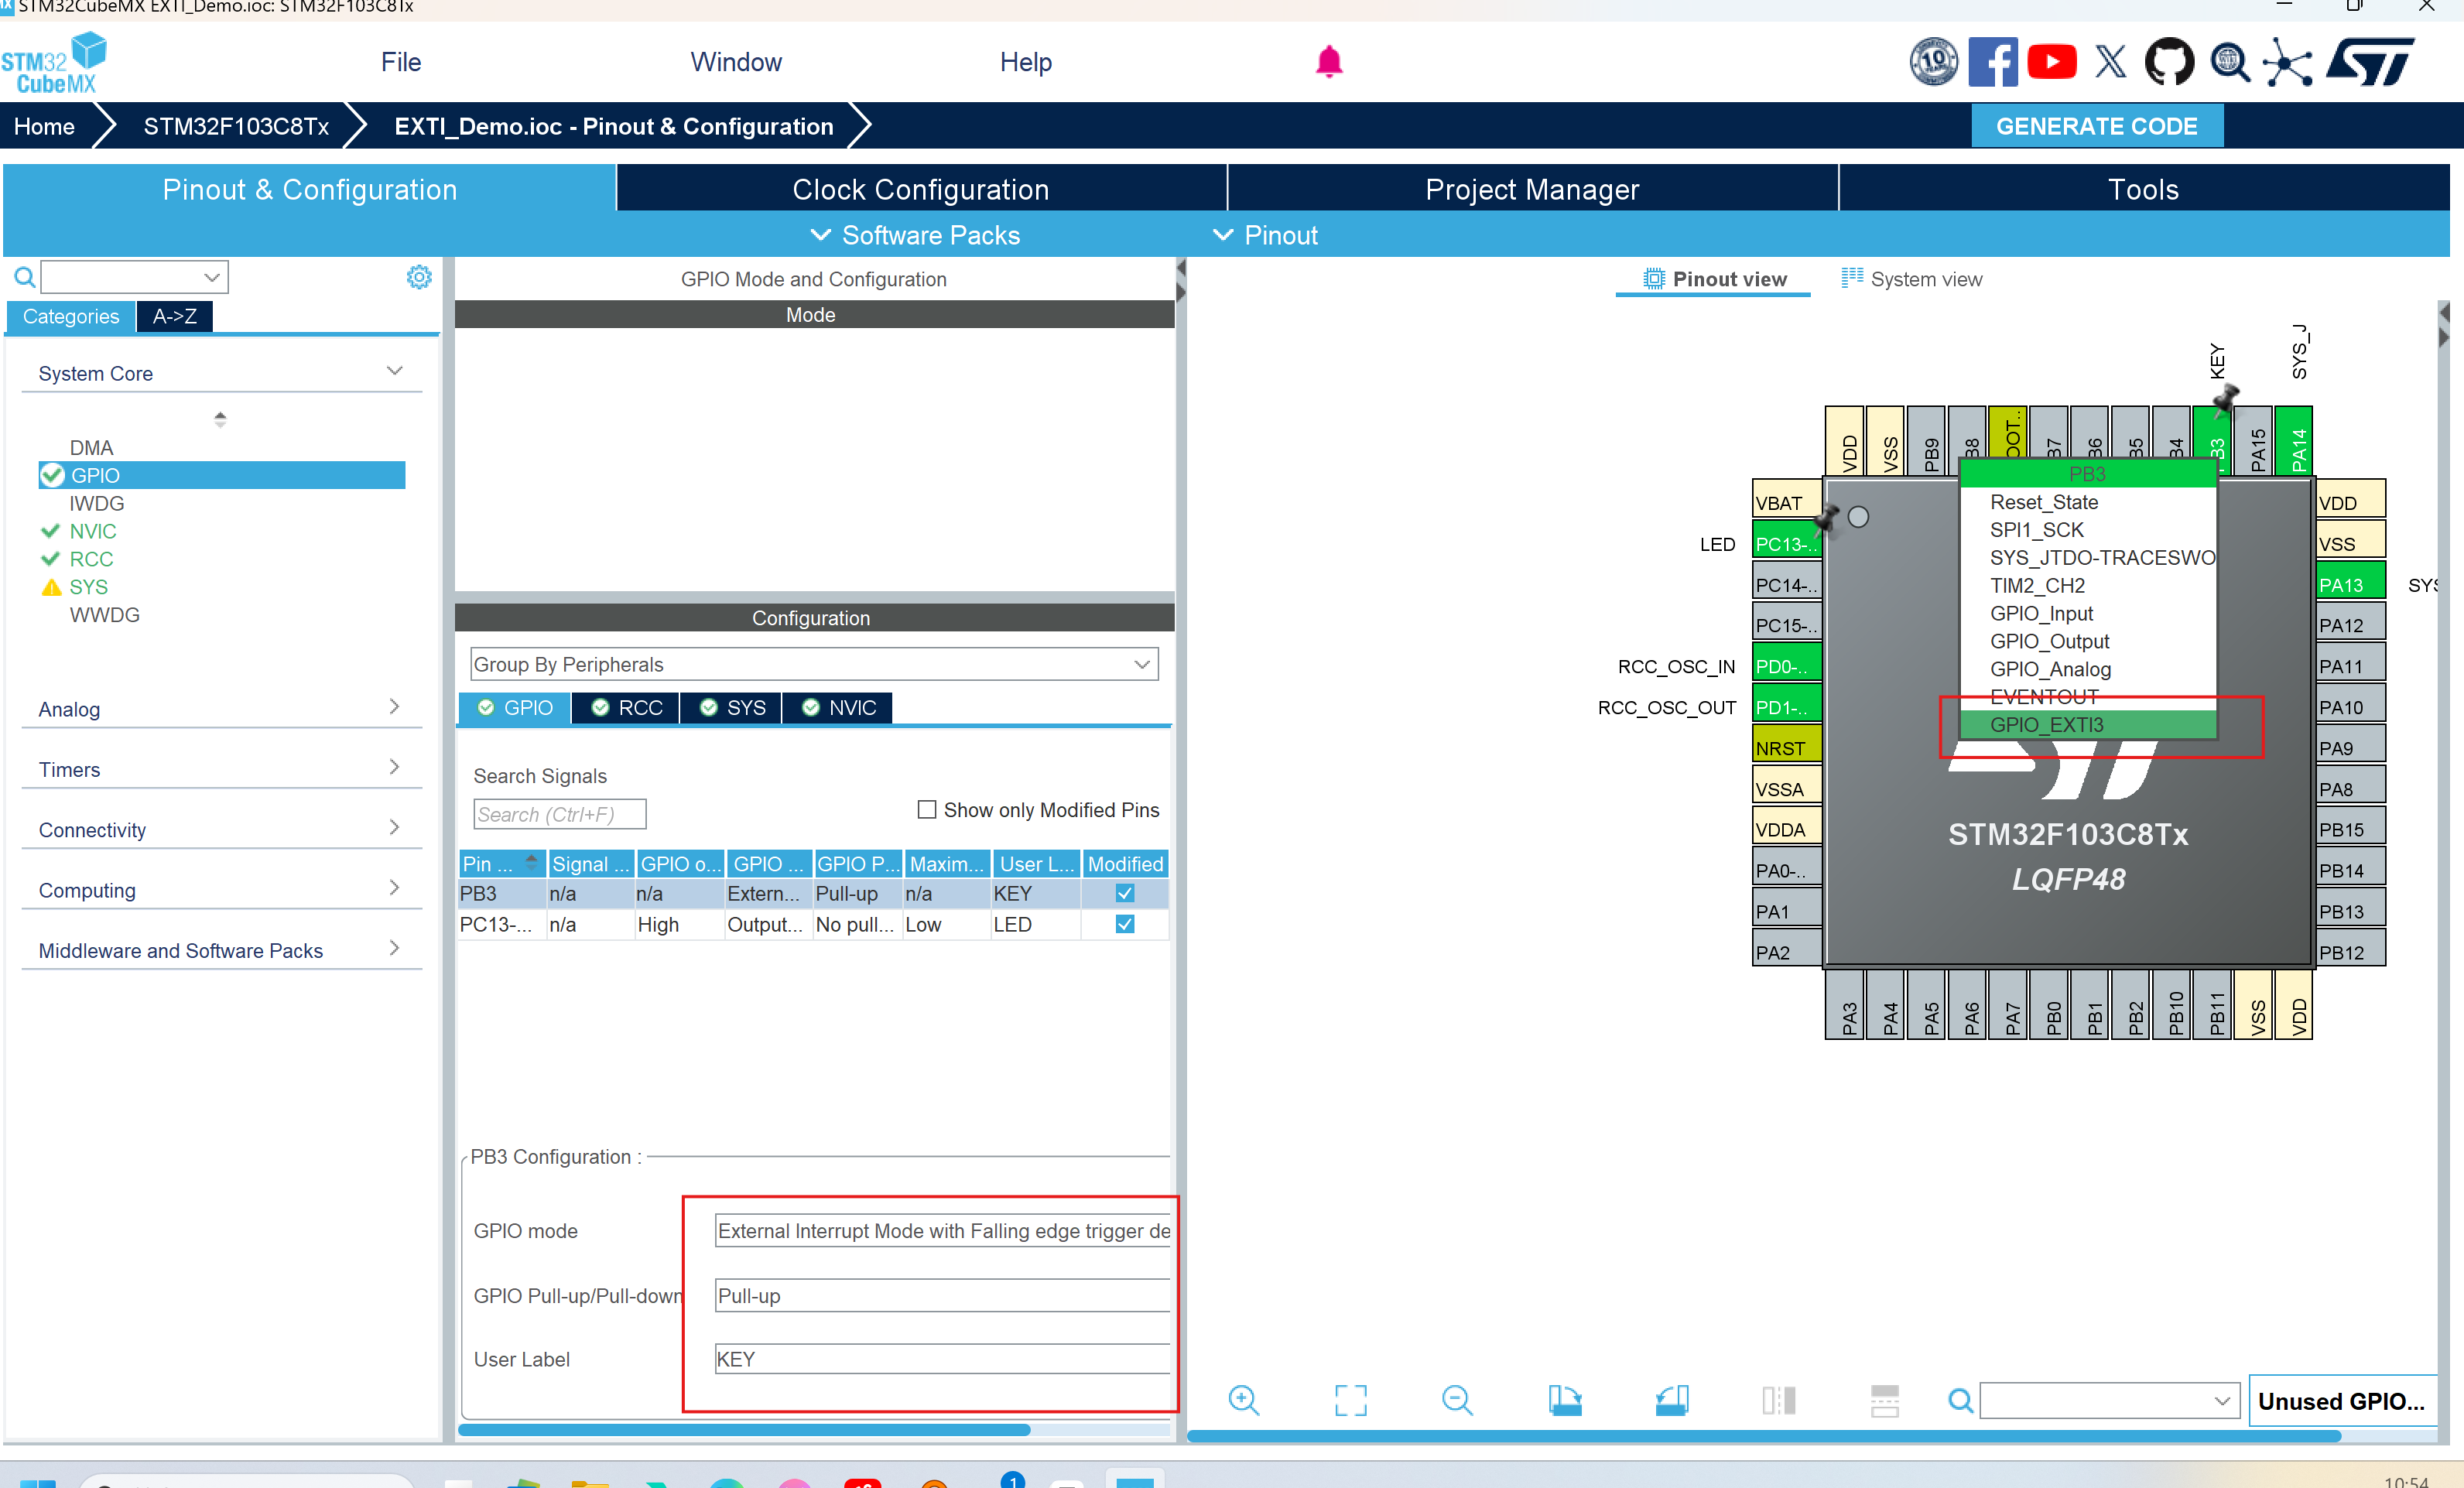 STM32CubeMX EXTI_Demo.ioc: STM32F103C8Tx
STM32
CubeMX
File
Window
Help
10
Home
STM32F103C8Tx
EXTI_Demo.ioc - Pinout & Configuration
GENERATE CODE
Pinout & Configuration
Clock Configuration
Project Manager
Tools
Software Packs
Pinout
Categories
A->Z
System Core
DMA
GPIO
IWDG
NVIC
RCC
SYS
WWDG
Analog
Timers
Connectivity
Computing
Middleware and Software Packs
GPIO Mode and Configuration
Mode
Configuration
Group By Peripherals
GPIO
RCC
SYS
NVIC
Search Signals
Search (Ctrl+F)
Show only Modified Pins
Pin ... Signal ... GPIO o... GPIO ... GPIO P... Maxim... User L... Modified
PB3 n/a n/a Extern... Pull-up n/a KEY
PC13-... n/a High Output... No pull... Low LED
PB3 Configuration :
GPIO mode
External Interrupt Mode with Falling edge trigger de
GPIO Pull-up/Pull-down
Pull-up
User Label
KEY
Pinout view
System view
KEY
SYS_J
VDD
VSS
PB9
B8
OOT..
B7
B6
B5
B4
PB3
PA15
PA14
VBAT
LED
PC13-..
PC14-..
PC15-..
RCC_OSC_IN
PD0-..
RCC_OSC_OUT
PD1-..
NRST
VSSA
VDDA
PA0-..
PA1
PA2
PB3
Reset_State
SPI1_SCK
SYS_JTDO-TRACESWO
TIM2_CH2
GPIO_Input
GPIO_Output
GPIO_Analog
EVENTOUT
GPIO_EXTI3
STM32F103C8Tx
LQFP48
VDD
VSS
PA13
SYS
PA12
PA11
PA10
PA9
PA8
PB15
PB14
PB13
PB12
PA3
PA4
PA5
PA6
PA7
PB0
PB1
PB2
PB10
PB11
VSS
VDD
Unused GPIO...
1
10:54